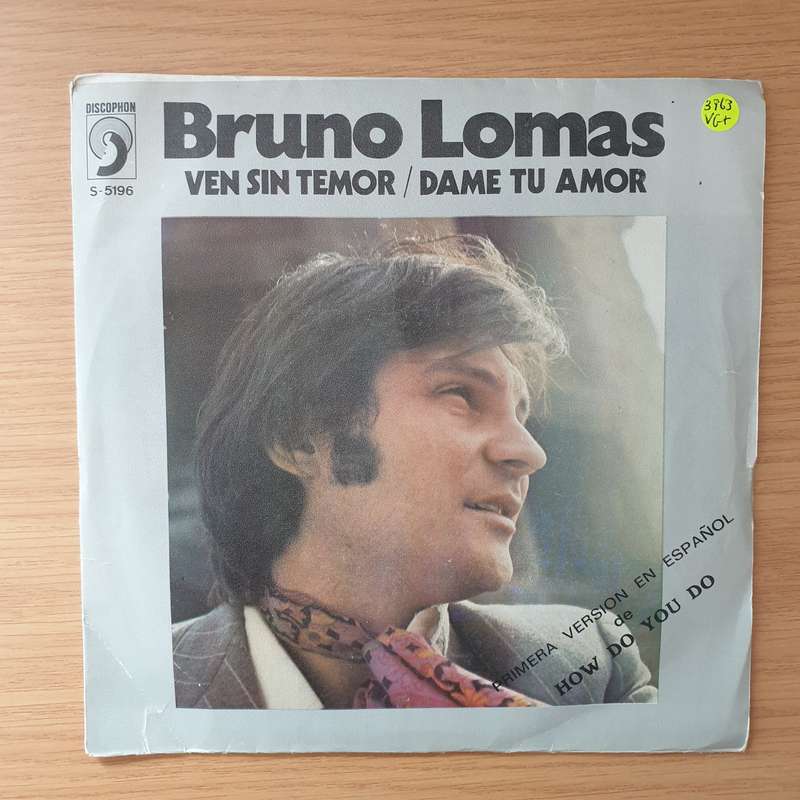 DISCOPHON
S-5196
Bruno Lomas
VEN SIN TEMOR / DAME TU AMOR
3963
VG+
PRIMERA VERSION EN ESPAÑOL
de
HOW DO YOU DO